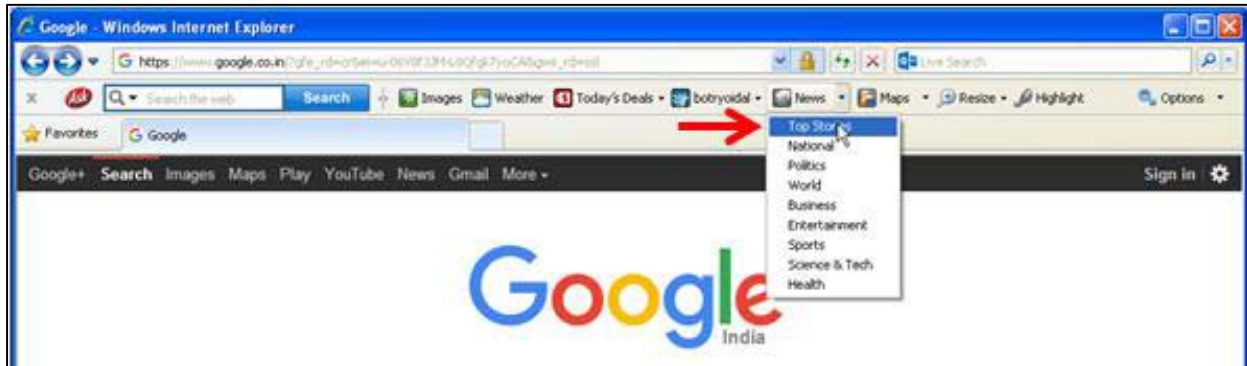 Google - Windows Internet Explorer
https://www.google.co.in
Live Search
Ask Search the web Search Images Weather Today's Deals botryoidal News Maps Resize Highlight Options
Favorites Google
Top Stories
National
Politics
World
Business
Entertainment
Sports
Science & Tech
Health
Google+ Search Images Maps Play YouTube News Gmail More Sign in
Google
India